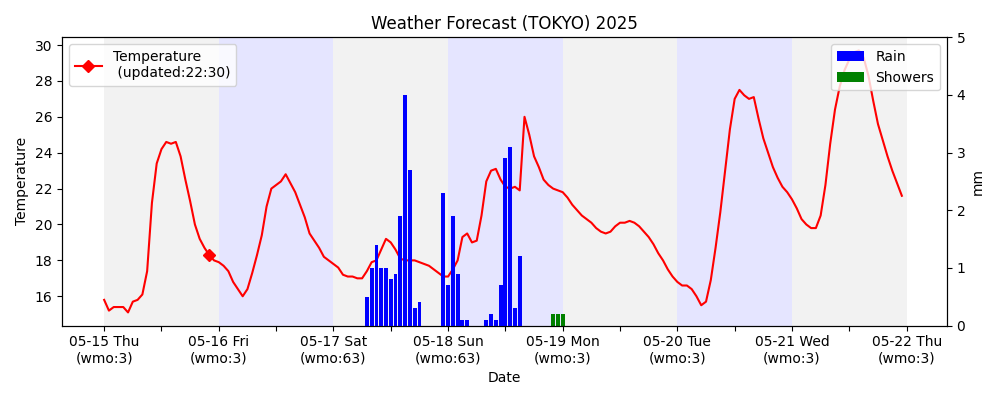 Weather Forecast (TOKYO) 2025
Temperature
(updated:22:30)
Rain
Showers
Temperature
30
28
26
24
22
20
18
16
5
4
3
2
1
0
mm
05-15 Thu 05-16 Fri 05-17 Sat 05-18 Sun 05-19 Mon 05-20 Tue 05-21 Wed 05-22 Thu
(wmo:3) (wmo:3) (wmo:63) (wmo:63) (wmo:3) (wmo:3) (wmo:3) (wmo:3)
Date